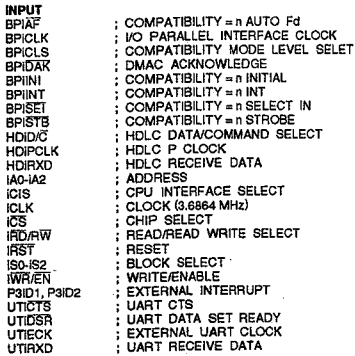 INPUT
BPiAF ; COMPATIBILITY = n AUTO Fd
BPiCLK ; I/O PARALLEL INTERFACE CLOCK
BPiCLS ; COMPATIBILITY MODE LEVEL SELET
BPiDAK ; DMAC ACKNOWLEDGE
BPiINI ; COMPATIBILITY = n INITIAL
BPiINT ; COMPATIBILITY = n INT
BPiSEI ; COMPATIBILITY = n SELECT IN
BPiSTB ; COMPATIBILITY = n STROBE
HDiD/C ; HDLC DATA/COMMAND SELECT
HDiPCLK ; HDLC P CLOCK
HDiRXD ; HDLC RECEIVE DATA
iA0-iA2 ; ADDRESS
iCIS ; CPU INTERFACE SELECT
iCLK ; CLOCK (3.6864 MHz)
iCS ; CHIP SELECT
iRD/RW ; READ/READ WRITE SELECT
iRST ; RESET
iS0-iS2 ; BLOCK SELECT
iWR/EN ; WRITE/ENABLE
P3iD1, P3iD2 ; EXTERNAL INTERRUPT
UTiCTS ; UART CTS
UTiDSR ; UART DATA SET READY
UTiECK ; EXTERNAL UART CLOCK
UTiRXD ; UART RECEIVE DATA